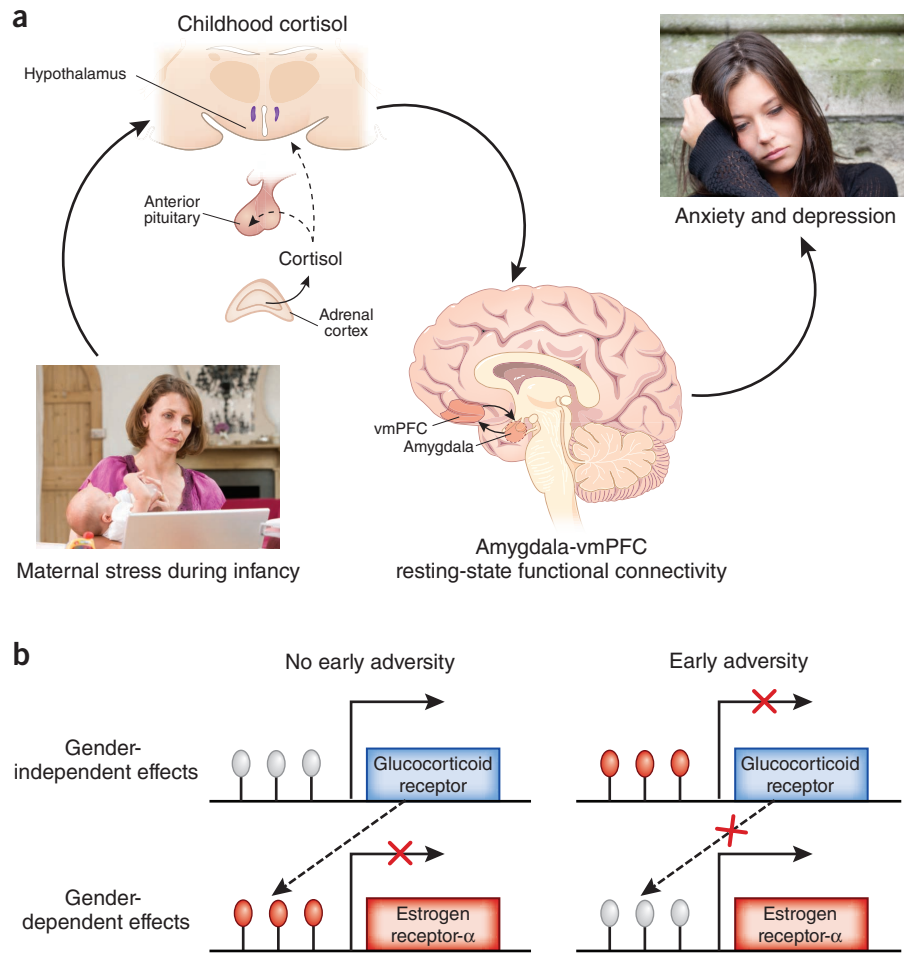 a
Childhood cortisol
Hypothalamus
Anterior
pituitary
Cortisol
Adrenal
cortex
Anxiety and depression
vmPFC
Amygdala
Maternal stress during infancy
Amygdala-vmPFC
resting-state functional connectivity
b
No early adversity
Early adversity
Gender-
independent effects
Glucocorticoid
receptor
Glucocorticoid
receptor
Gender-
dependent effects
Estrogen
receptor-α
Estrogen
receptor-α